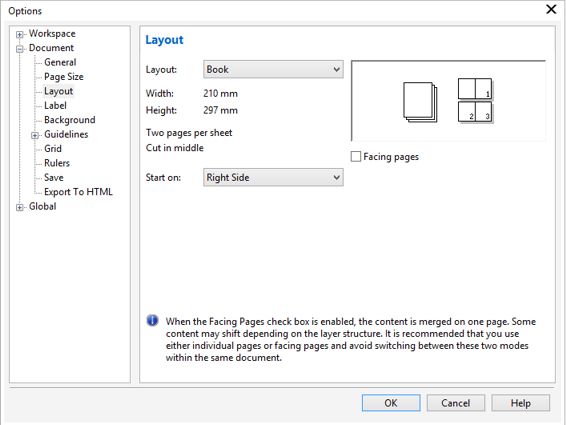 Options
Workspace
Document
General
Page Size
Layout
Label
Background
Guidelines
Grid
Rulers
Save
Export To HTML
Global
Layout
Layout: Book
Width: 210 mm
Height: 297 mm
Two pages per sheet
Cut in middle
Start on: Right Side
1
2 3
Facing pages
When the Facing Pages check box is enabled, the content is merged on one page. Some
content may shift depending on the layer structure. It is recommended that you use
either individual pages or facing pages and avoid switching between these two modes
within the same document.
OK Cancel Help